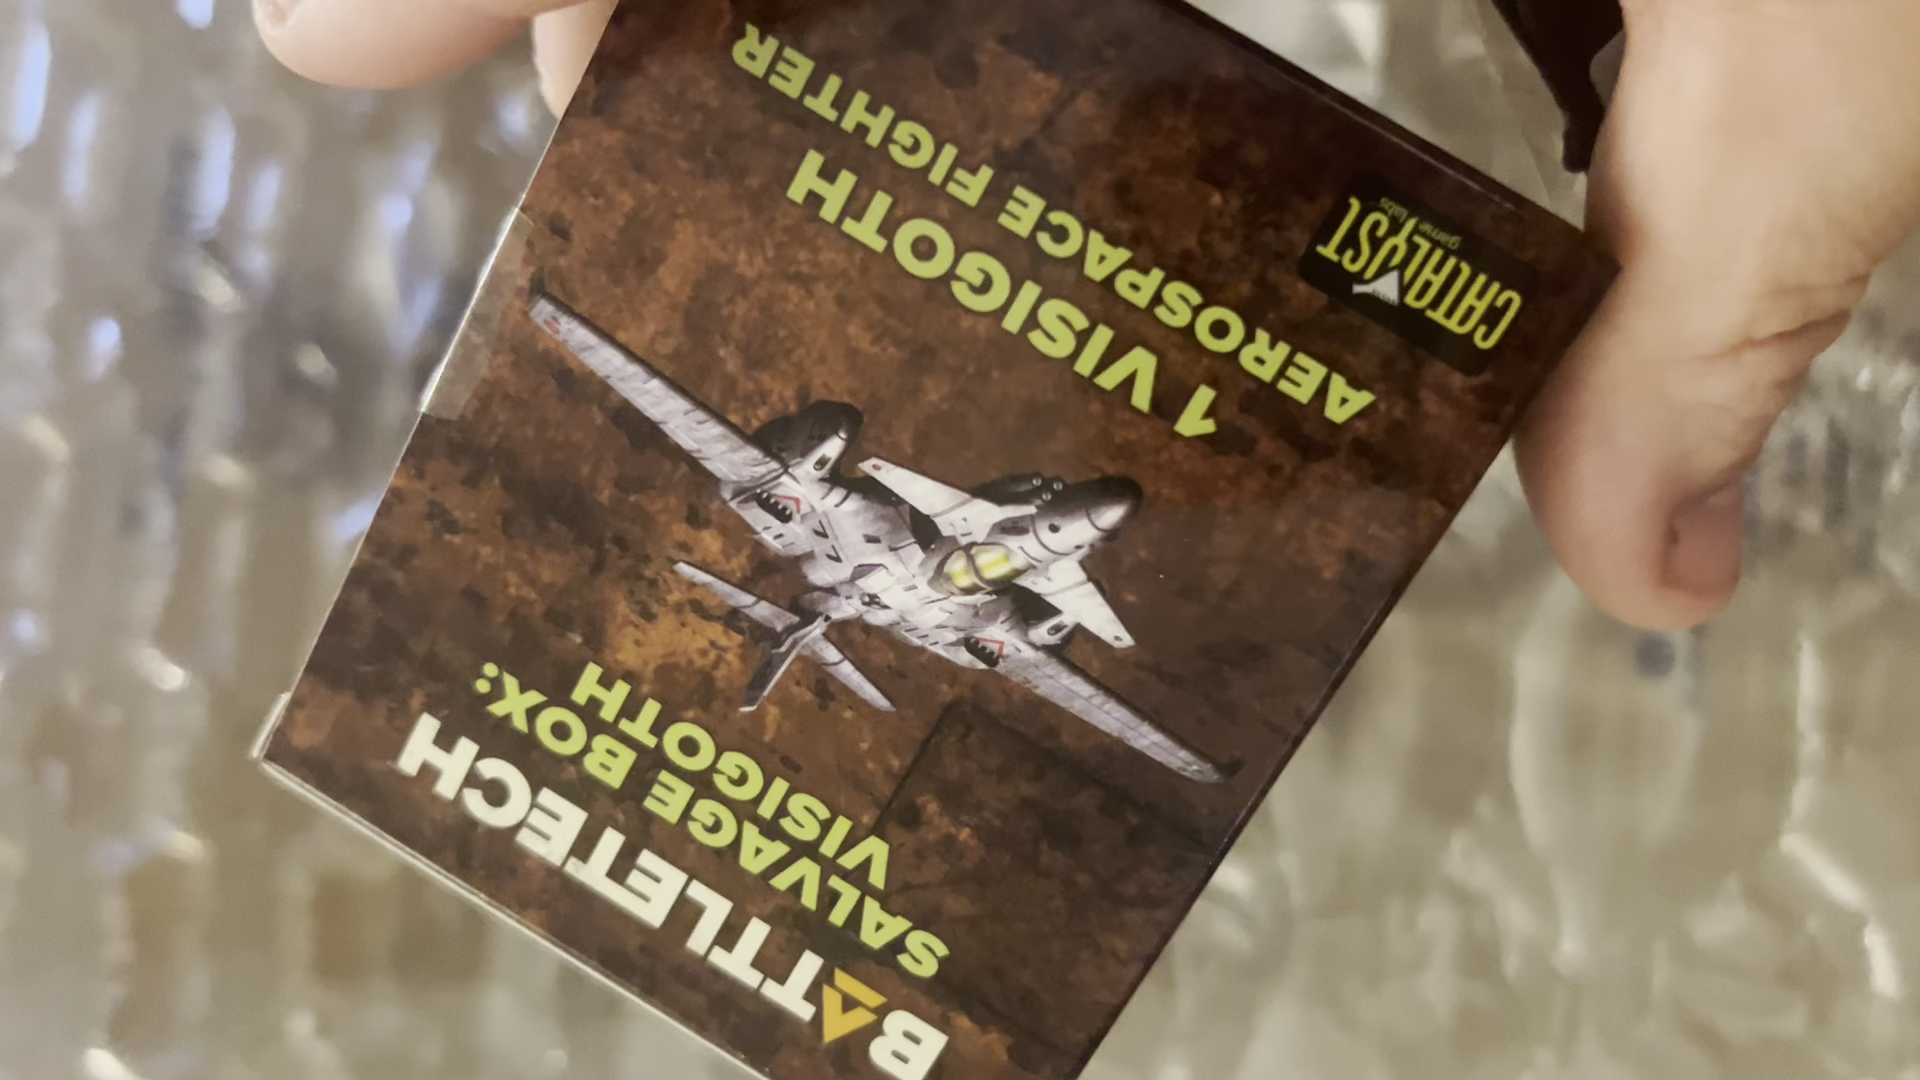 BATTLETECH
SALVAGE BOX:
VISIGOTH
1 VISIGOTH
AEROSPACE FIGHTER
CATALYST
game labs